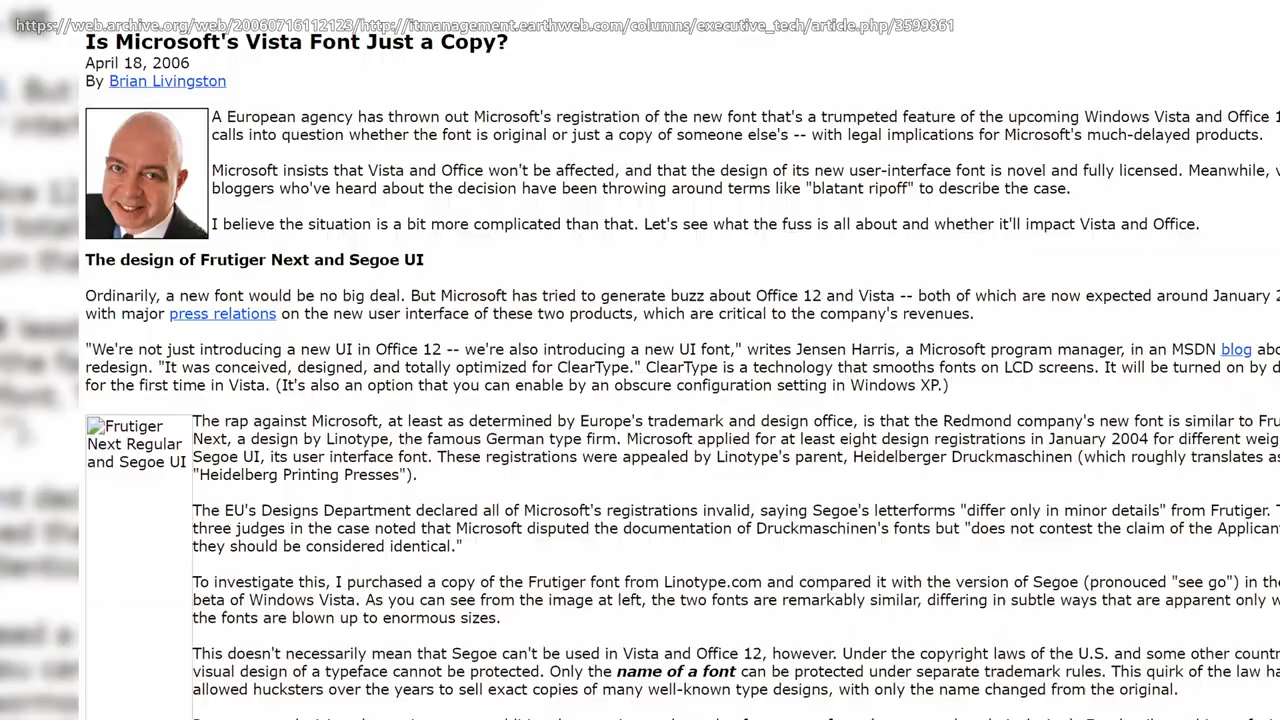 https://web.archive.org/web/20060716112123/http://itmanagement.earthweb.com/columns/executive_tech/article.php/3599861
Is Microsoft's Vista Font Just a Copy?
April 18, 2006
By Brian Livingston
A European agency has thrown out Microsoft's registration of the new font that's a trumpeted feature of the upcoming Windows Vista and Office 1
calls into question whether the font is original or just a copy of someone else's -- with legal implications for Microsoft's much-delayed products.
Microsoft insists that Vista and Office won't be affected, and that the design of its new user-interface font is novel and fully licensed. Meanwhile,
bloggers who've heard about the decision have been throwing around terms like "blatant ripoff" to describe the case.
I believe the situation is a bit more complicated than that. Let's see what the fuss is all about and whether it'll impact Vista and Office.
The design of Frutiger Next and Segoe UI
Ordinarily, a new font would be no big deal. But Microsoft has tried to generate buzz about Office 12 and Vista -- both of which are now expected around January 2
with major press relations on the new user interface of these two products, which are critical to the company's revenues.
"We're not just introducing a new UI in Office 12 -- we're also introducing a new UI font," writes Jensen Harris, a Microsoft program manager, in an MSDN blog abo
redesign. "It was conceived, designed, and totally optimized for ClearType." ClearType is a technology that smooths fonts on LCD screens. It will be turned on by d
for the first time in Vista. (It's also an option that you can enable by an obscure configuration setting in Windows XP.)
Frutiger
Next Regular
and Segoe UI
The rap against Microsoft, at least as determined by Europe's trademark and design office, is that the Redmond company's new font is similar to Fru
Next, a design by Linotype, the famous German type firm. Microsoft applied for at least eight design registrations in January 2004 for different weig
Segoe UI, its user interface font. These registrations were appealed by Linotype's parent, Heidelberger Druckmaschinen (which roughly translates as
"Heidelberg Printing Presses").
The EU's Designs Department declared all of Microsoft's registrations invalid, saying Segoe's letterforms "differ only in minor details" from Frutiger. T
three judges in the case noted that Microsoft disputed the documentation of Druckmaschinen's fonts but "does not contest the claim of the Applican
they should be considered identical."
To investigate this, I purchased a copy of the Frutiger font from Linotype.com and compared it with the version of Segoe (pronouced "see go") in the
beta of Windows Vista. As you can see from the image at left, the two fonts are remarkably similar, differing in subtle ways that are apparent only w
the fonts are blown up to enormous sizes.
This doesn't necessarily mean that Segoe can't be used in Vista and Office 12, however. Under the copyright laws of the U.S. and some other countr
visual design of a typeface cannot be protected. Only the name of a font can be protected under separate trademark rules. This quirk of the law ha
allowed hucksters over the years to sell exact copies of many well-known type designs, with only the name changed from the original.